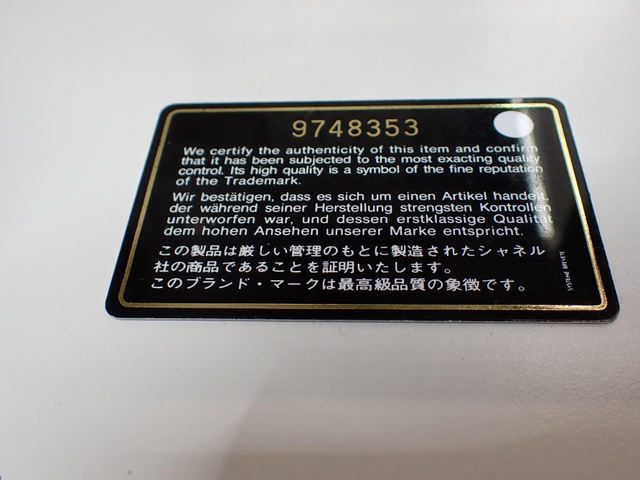 9748353
We certify the authenticity of this item and confirm
that it has been subjected to the most exacting quality
control. Its high quality is a symbol of the fine reputation
of the Trademark.
Wir bestätigen, dass es sich um einen Artikel handelt,
der während seiner Herstellung strengsten Kontrollen
unterworfen war, und dessen erstklassige Qualität
dem hohen Ansehen unserer Marke entspricht.
この製品は厳しい管理のもとに製造されたシャネル
社の商品であることを証明いたします。
このブランド・マークは最高級品質の象徴です。
SYSTEME BREVETE